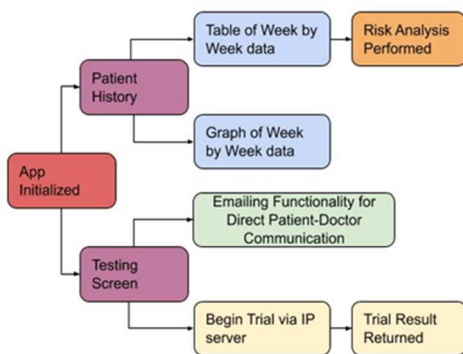 Table of Week by
Week data
Risk Analysis
Performed
Patient
History
Graph of Week
by Week data
App
Initialized
Emailing Functionality for
Direct Patient-Doctor
Communication
Testing
Screen
Begin Trial via IP
server
Trial Result
Returned